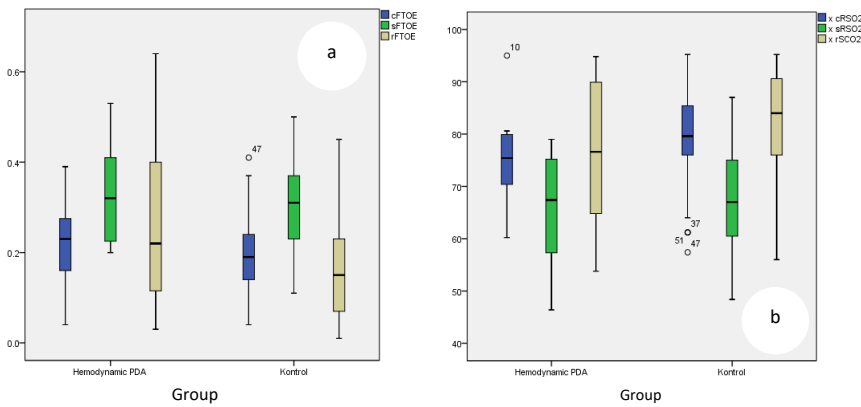 cFTOE
sFTOE
rFTOE
a
0.6
0.4
0.2
0.0
47
Hemodynamic PDA
Kontrol
Group
x cRSO2
x sRSO2
x rSCO2
b
100
90
80
70
60
50
40
10
37
51
47
Hemodynamic PDA
Kontrol
Group